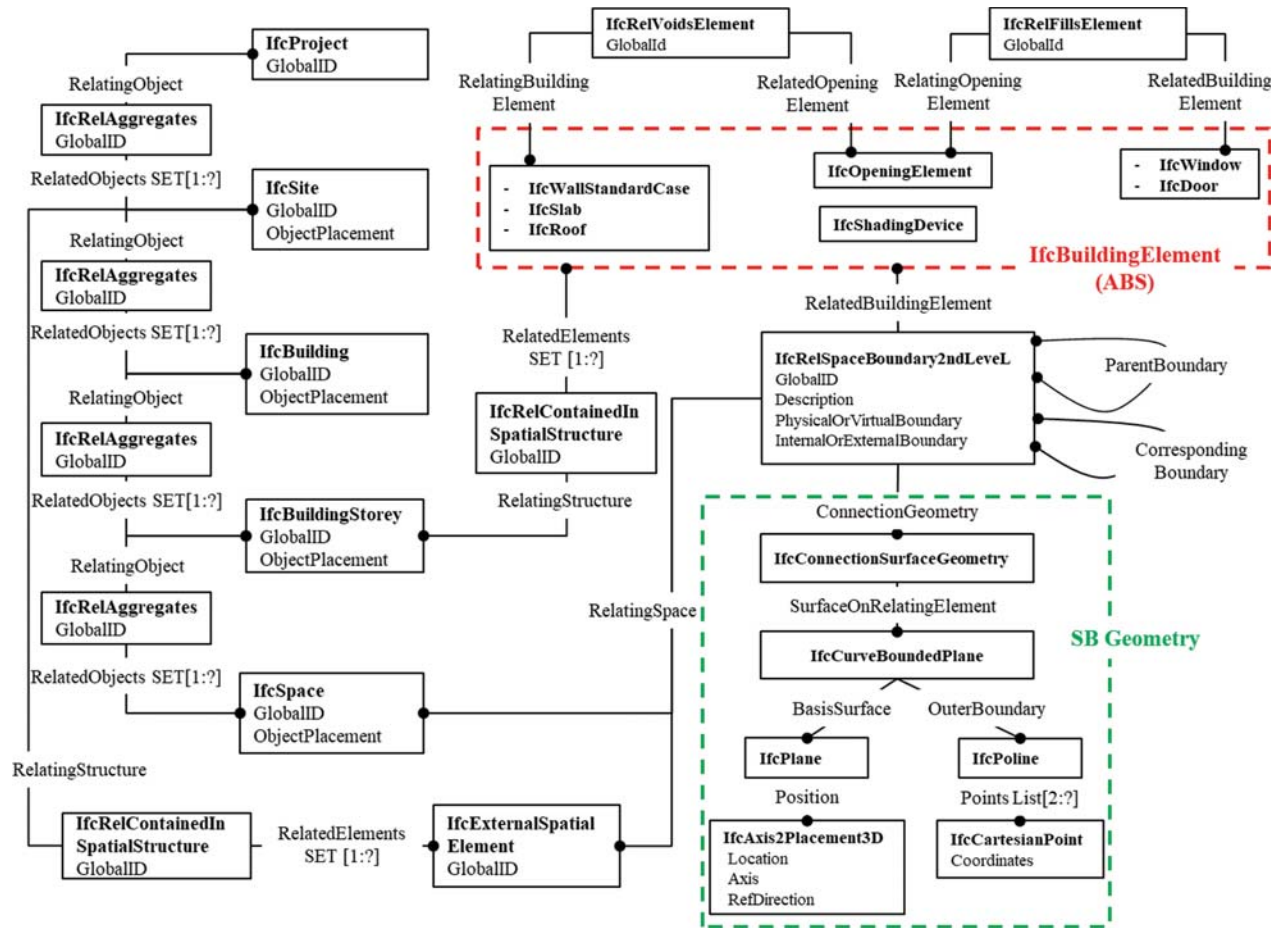 IfcProject
GlobalID
RelatingObject
IfcRelAggregates
GlobalID
RelatedObjects SET[1:?]
IfcSite
GlobalID
ObjectPlacement
RelatingObject
IfcRelAggregates
GlobalID
RelatedObjects SET[1:?]
IfcBuilding
GlobalID
ObjectPlacement
RelatingObject
IfcRelAggregates
GlobalID
RelatedObjects SET[1:?]
IfcBuildingStorey
GlobalID
ObjectPlacement
RelatingObject
IfcRelAggregates
GlobalID
RelatedObjects SET[1:?]
IfcSpace
GlobalID
ObjectPlacement
RelatingStructure
IfcRelContainedIn
SpatialStructure
GlobalID
RelatedElements
SET [1:?]
IfcExternalSpatial
Element
GlobalID
IfcRelVoidsElement
GlobalId
RelatingBuilding
Element
RelatedOpening
Element
IfcRelFillsElement
GlobalId
RelatingOpening
Element
RelatedBuilding
Element
- IfcWallStandardCase
- IfcSlab
- IfcRoof
IfcOpeningElement
IfcShadingDevice
- IfcWindow
- IfcDoor
IfcBuildingElement
(ABS)
RelatedElements
SET [1:?]
IfcRelContainedIn
SpatialStructure
GlobalID
RelatingStructure
RelatingSpace
RelatedBuildingElement
IfcRelSpaceBoundary2ndLeveL
GlobalID
Description
PhysicalOrVirtualBoundary
InternalOrExternalBoundary
ParentBoundary
Corresponding
Boundary
ConnectionGeometry
IfcConnectionSurfaceGeometry
SurfaceOnRelatingElement
IfcCurveBoundedPlane
SB Geometry
BasisSurface
OuterBoundary
IfcPlane
IfcPoline
Position
Points List[2:?]
IfcAxis2Placement3D
Location
Axis
RefDirection
IfcCartesianPoint
Coordinates